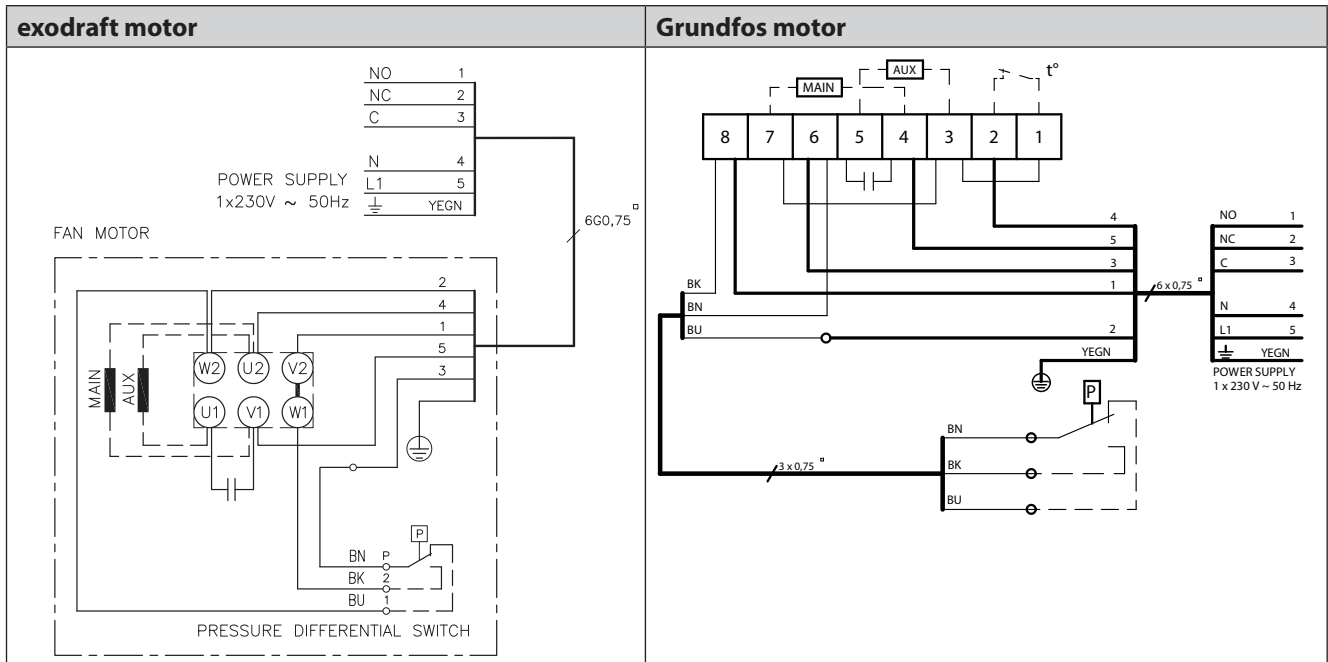 exodraft motor
NO 1
NC 2
C 3
N 4
POWER SUPPLY L1 5
1x230V ~ 50Hz YEGN
6G0,75 □
FAN MOTOR
2
4
1
5
3
MAIN
AUX
W2 U2 V2
U1 V1 W1
P
BN P
BK 2
BU 1
PRESSURE DIFFERENTIAL SWITCH
Grundfos motor
AUX t°
MAIN
8 7 6 5 4 3 2 1
4
5
3
1
2
YEGN
BK
BN
BU
6 x 0,75 □
NO 1
NC 2
C 3
N 4
L1 5
YEGN
POWER SUPPLY
1 x 230 V ~ 50 Hz
P
BN
BK
BU
3 x 0,75 □